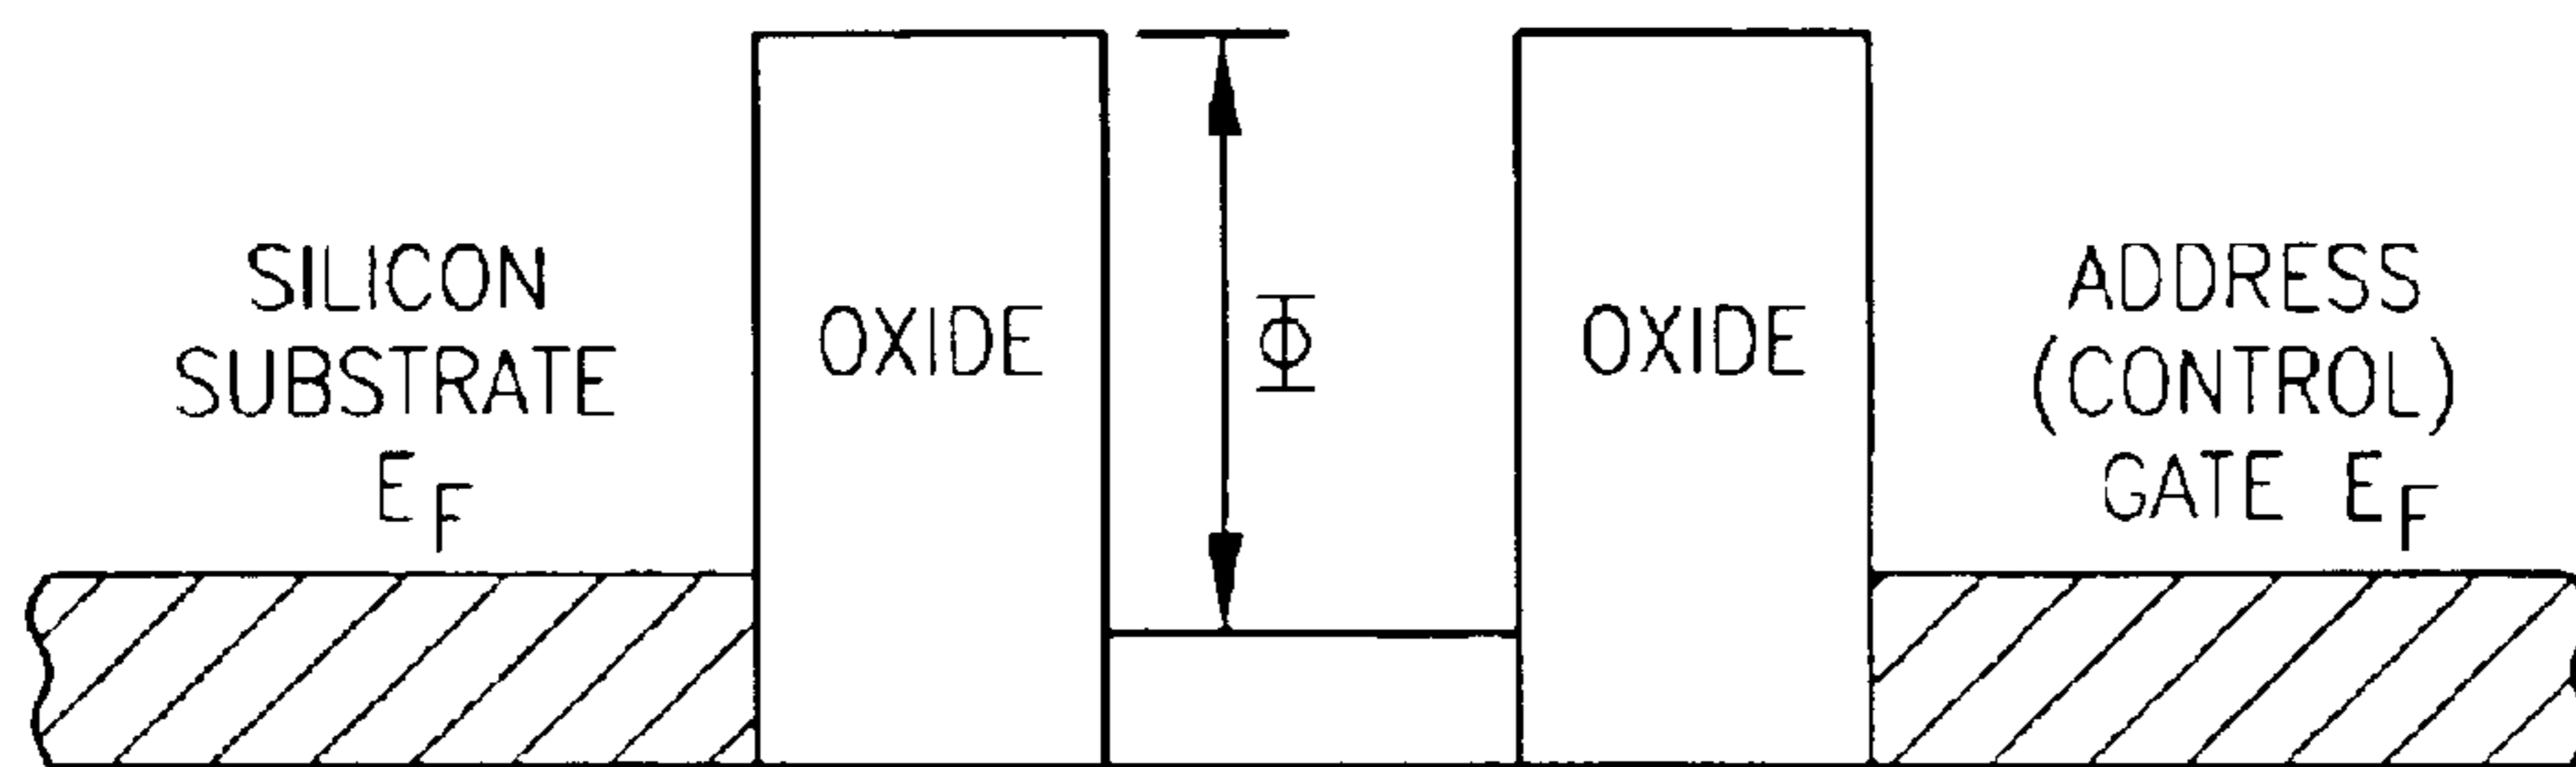 SILICON
SUBSTRATE
E_F
OXIDE
Φ
OXIDE
ADDRESS
(CONTROL)
GATE E_F